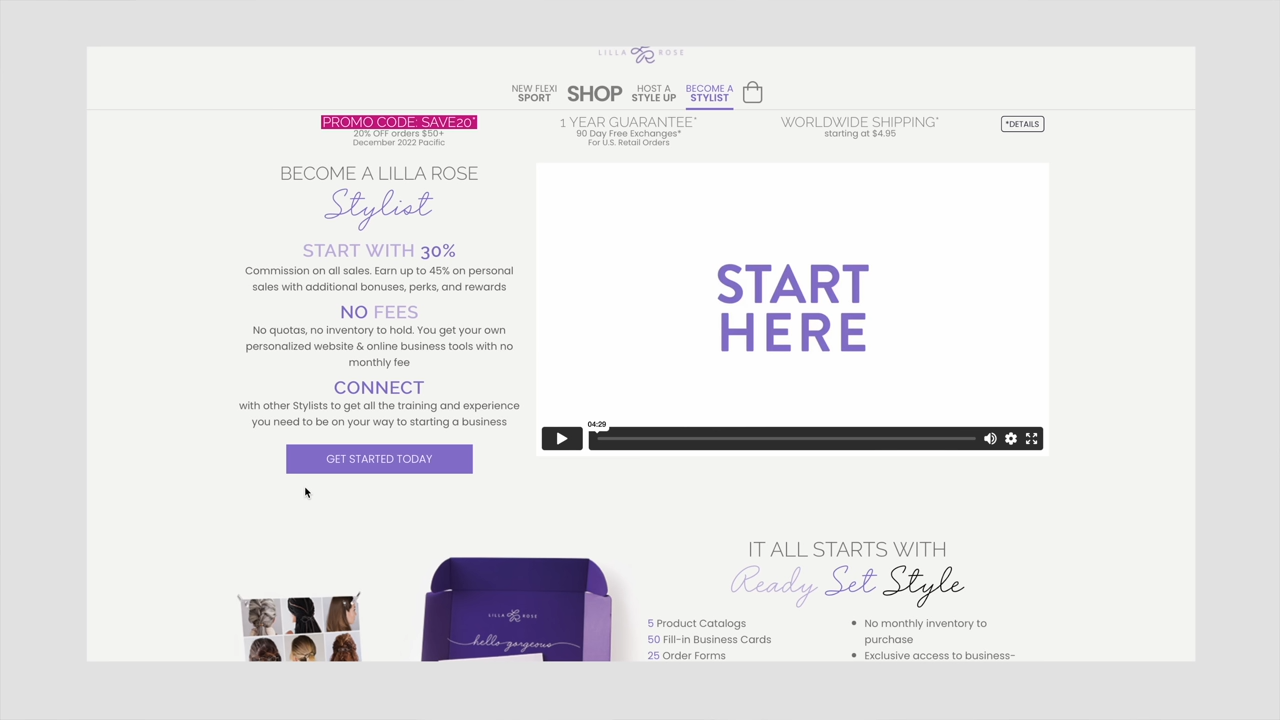 LILLA ROSE
NEW FLEXI
SPORT
SHOP
HOST A
STYLE UP
BECOME A
STYLIST
PROMO CODE: SAVE20*
20% OFF orders $50+
December 2022 Pacific
1 YEAR GUARANTEE*
90 Day Free Exchanges*
For U.S. Retail Orders
WORLDWIDE SHIPPING*
starting at $4.95
*DETAILS
BECOME A LILLA ROSE
Stylist
START WITH 30%
Commission on all sales. Earn up to 45% on personal
sales with additional bonuses, perks, and rewards
NO FEES
No quotas, no inventory to hold. You get your own
personalized website & online business tools with no
monthly fee
CONNECT
with other Stylists to get all the training and experience
you need to be on your way to starting a business
GET STARTED TODAY
START
HERE
04:29
IT ALL STARTS WITH
Ready Set Style
5 Product Catalogs
50 Fill-in Business Cards
25 Order Forms
No monthly inventory to
purchase
Exclusive access to business-
LILLA ROSE
hello gorgeous